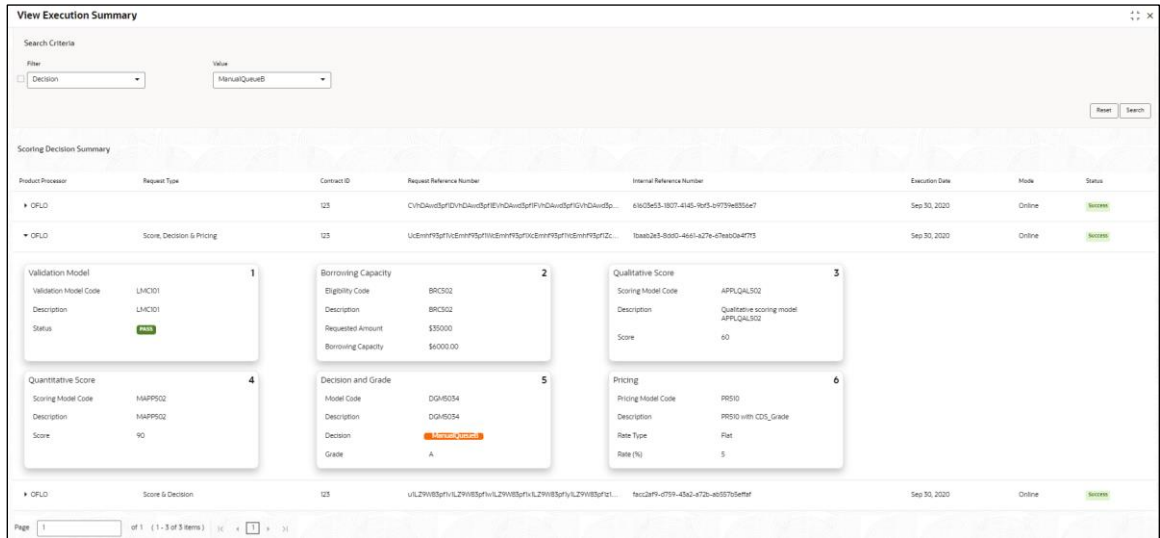 View Execution Summary
Search Criteria
Filter Value
Decision ManualQueueB
Reset Search
Scoring Decision Summary
Product Processor Request Type Contract ID Request Reference Number Internal Reference Number Execution Date Mode Status
OFLO 123 Sep 30, 2020 Online Success
OFLO Score, Decision & Pricing 123 Sep 30, 2020 Online Success
Validation Model 1 Borrowing Capacity 2 Qualitative Score 3
Validation Model Code LMC101 Eligibility Code BRC502 Scoring Model Code APPLQAL502
Description LMC101 Description BRC502 Description Qualitative scoring model
APPLQAL502
Status PASS Requested Amount $35000
Score 60
Borrowing Capacity $6000.00
Quantitative Score 4 Decision and Grade 5 Pricing 6
Scoring Model Code MAPP502 Model Code DGM5034 Pricing Model Code PR510
Description MAPP502 Description DGM5034 Description PR510 with CDS_Grade
Score 90 Decision ManualQueueB Rate Type Flat
Grade A Rate (%) 5
OFLO Score & Decision 123 Sep 30, 2020 Online Success
Page 1 of 1 (1 - 3 of 3 items) 1